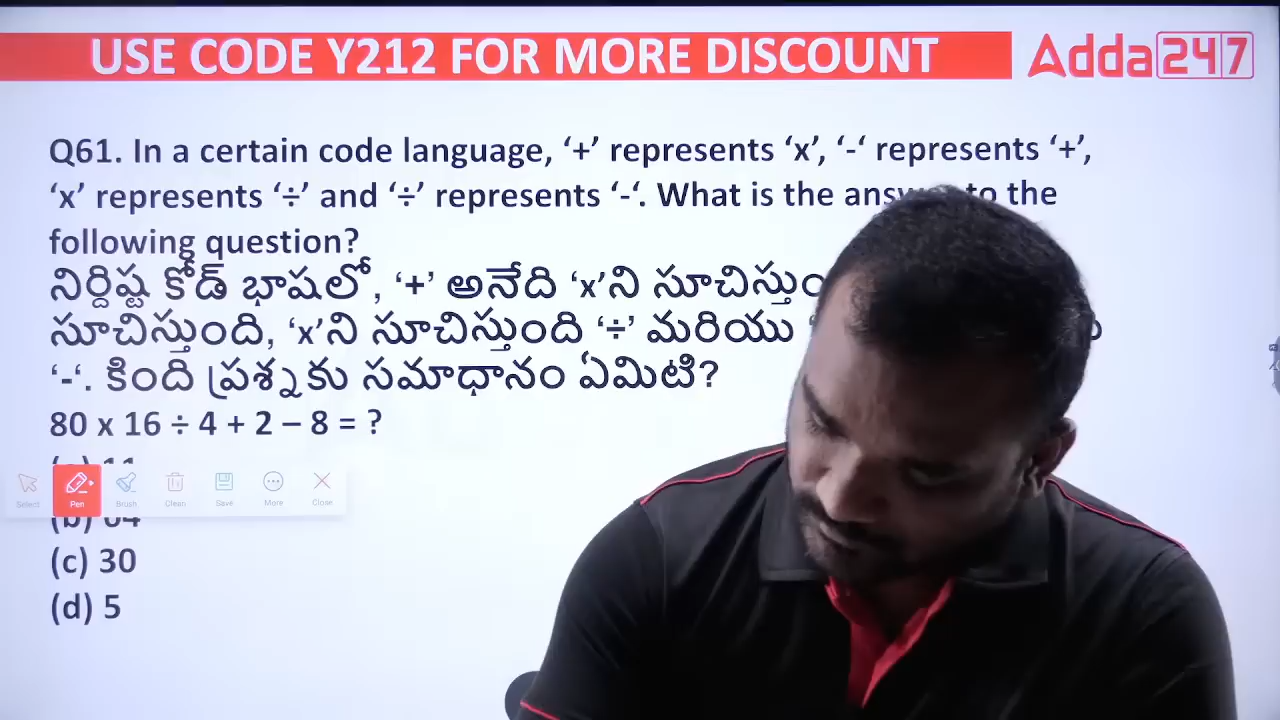 USE CODE Y212 FOR MORE DISCOUNT
Adda247
Q61. In a certain code language, ‘+’ represents ‘x’, ‘-‘ represents ‘+’,
‘x’ represents ‘÷’ and ‘÷’ represents ‘-‘. What is the to the
following question?
నిర్దిష్ట కోడ్ భాషలో, ‘+’ అనేది ‘x’ని
సూచిస్తుంది, ‘x’ని సూచిస్తుంది ‘÷’ మరియు
‘-‘. కింది ప్రశ్నకు సమాధానం ఏమిటి?
80 x 16 ÷ 4 + 2 – 8 = ?
Select Pen Brush Clean Save More Close
(c) 30
(d) 5